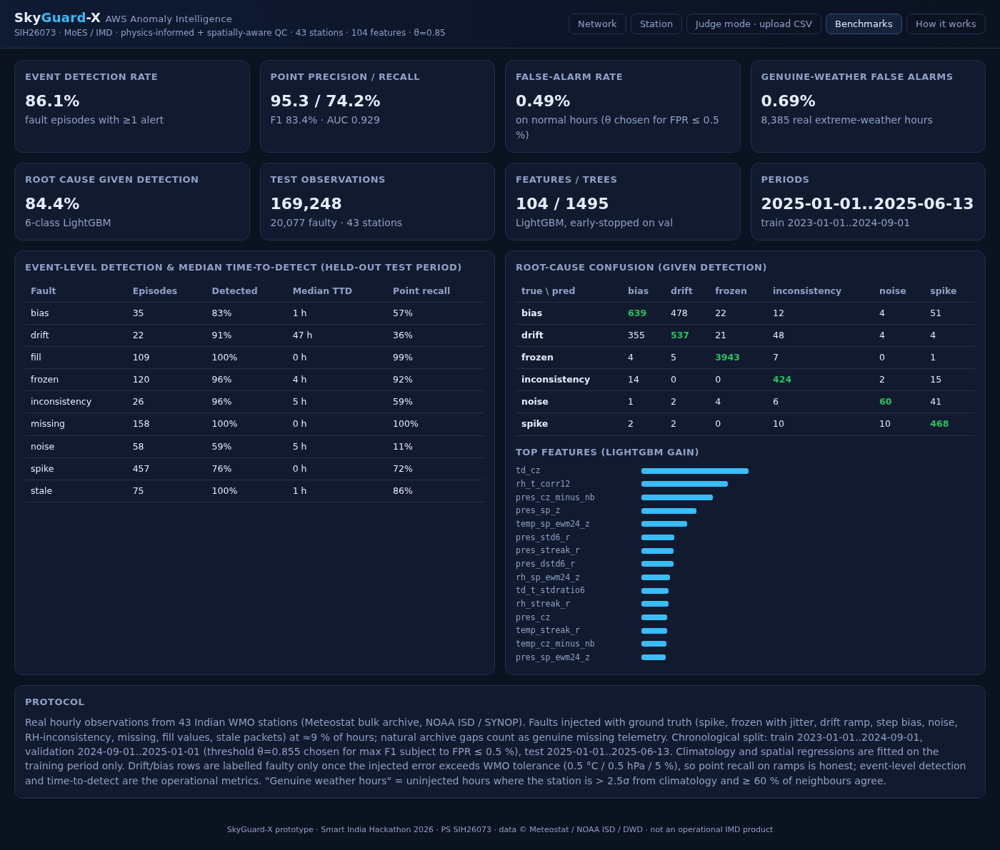 SkyGuard-X AWS Anomaly Intelligence
SIH26073 · MoES / IMD · physics-informed + spatially-aware QC · 43 stations · 104 features · θ=0.85
Network Station Judge mode · upload CSV Benchmarks How it works
EVENT DETECTION RATE
86.1%
fault episodes with ≥1 alert
POINT PRECISION / RECALL
95.3 / 74.2%
F1 83.4% · AUC 0.929
FALSE-ALARM RATE
0.49%
on normal hours (θ chosen for FPR ≤ 0.5
%)
GENUINE-WEATHER FALSE ALARMS
0.69%
8,385 real extreme-weather hours
ROOT CAUSE GIVEN DETECTION
84.4%
6-class LightGBM
TEST OBSERVATIONS
169,248
20,077 faulty · 43 stations
FEATURES / TREES
104 / 1495
LightGBM, early-stopped on val
PERIODS
2025-01-01..2025-06-13
train 2023-01-01..2024-09-01
EVENT-LEVEL DETECTION & MEDIAN TIME-TO-DETECT (HELD-OUT TEST PERIOD)
Fault Episodes Detected Median TTD Point recall
bias 35 83% 1 h 57%
drift 22 91% 47 h 36%
fill 109 100% 0 h 99%
frozen 120 96% 4 h 92%
inconsistency 26 96% 5 h 59%
missing 158 100% 0 h 100%
noise 58 59% 5 h 11%
spike 457 76% 0 h 72%
stale 75 100% 1 h 86%
ROOT-CAUSE CONFUSION (GIVEN DETECTION)
true \ pred bias drift frozen inconsistency noise spike
bias 639 478 22 12 4 51
drift 355 537 21 48 4 4
frozen 4 5 3943 7 0 1
inconsistency 14 0 0 424 2 15
noise 1 2 4 6 60 41
spike 2 2 0 10 10 468
TOP FEATURES (LIGHTGBM GAIN)
td_cz
rh_t_corr12
pres_cz_minus_nb
pres_sp_z
temp_sp_ewm24_z
pres_std6_r
pres_streak_r
pres_dstd6_r
rh_sp_ewm24_z
td_t_stdratio6
rh_streak_r
pres_cz
temp_streak_r
temp_cz_minus_nb
pres_sp_ewm24_z
PROTOCOL
Real hourly observations from 43 Indian WMO stations (Meteostat bulk archive, NOAA ISD / SYNOP). Faults injected with ground truth (spike, frozen with jitter, drift ramp, step bias, noise,
RH-inconsistency, missing, fill values, stale packets) at ≈9 % of hours; natural archive gaps count as genuine missing telemetry. Chronological split: train 2023-01-01..2024-09-01,
validation 2024-09-01..2025-01-01 (threshold θ=0.855 chosen for max F1 subject to FPR ≤ 0.5 %), test 2025-01-01..2025-06-13. Climatology and spatial regressions are fitted on the
training period only. Drift/bias rows are labelled faulty only once the injected error exceeds WMO tolerance (0.5 °C / 0.5 hPa / 5 %), so point recall on ramps is honest; event-level detection
and time-to-detect are the operational metrics. "Genuine weather hours" = uninjected hours where the station is > 2.5σ from climatology and ≥ 60 % of neighbours agree.
SkyGuard-X prototype · Smart India Hackathon 2026 · PS SIH26073 · data © Meteostat / NOAA ISD / DWD · not an operational IMD product